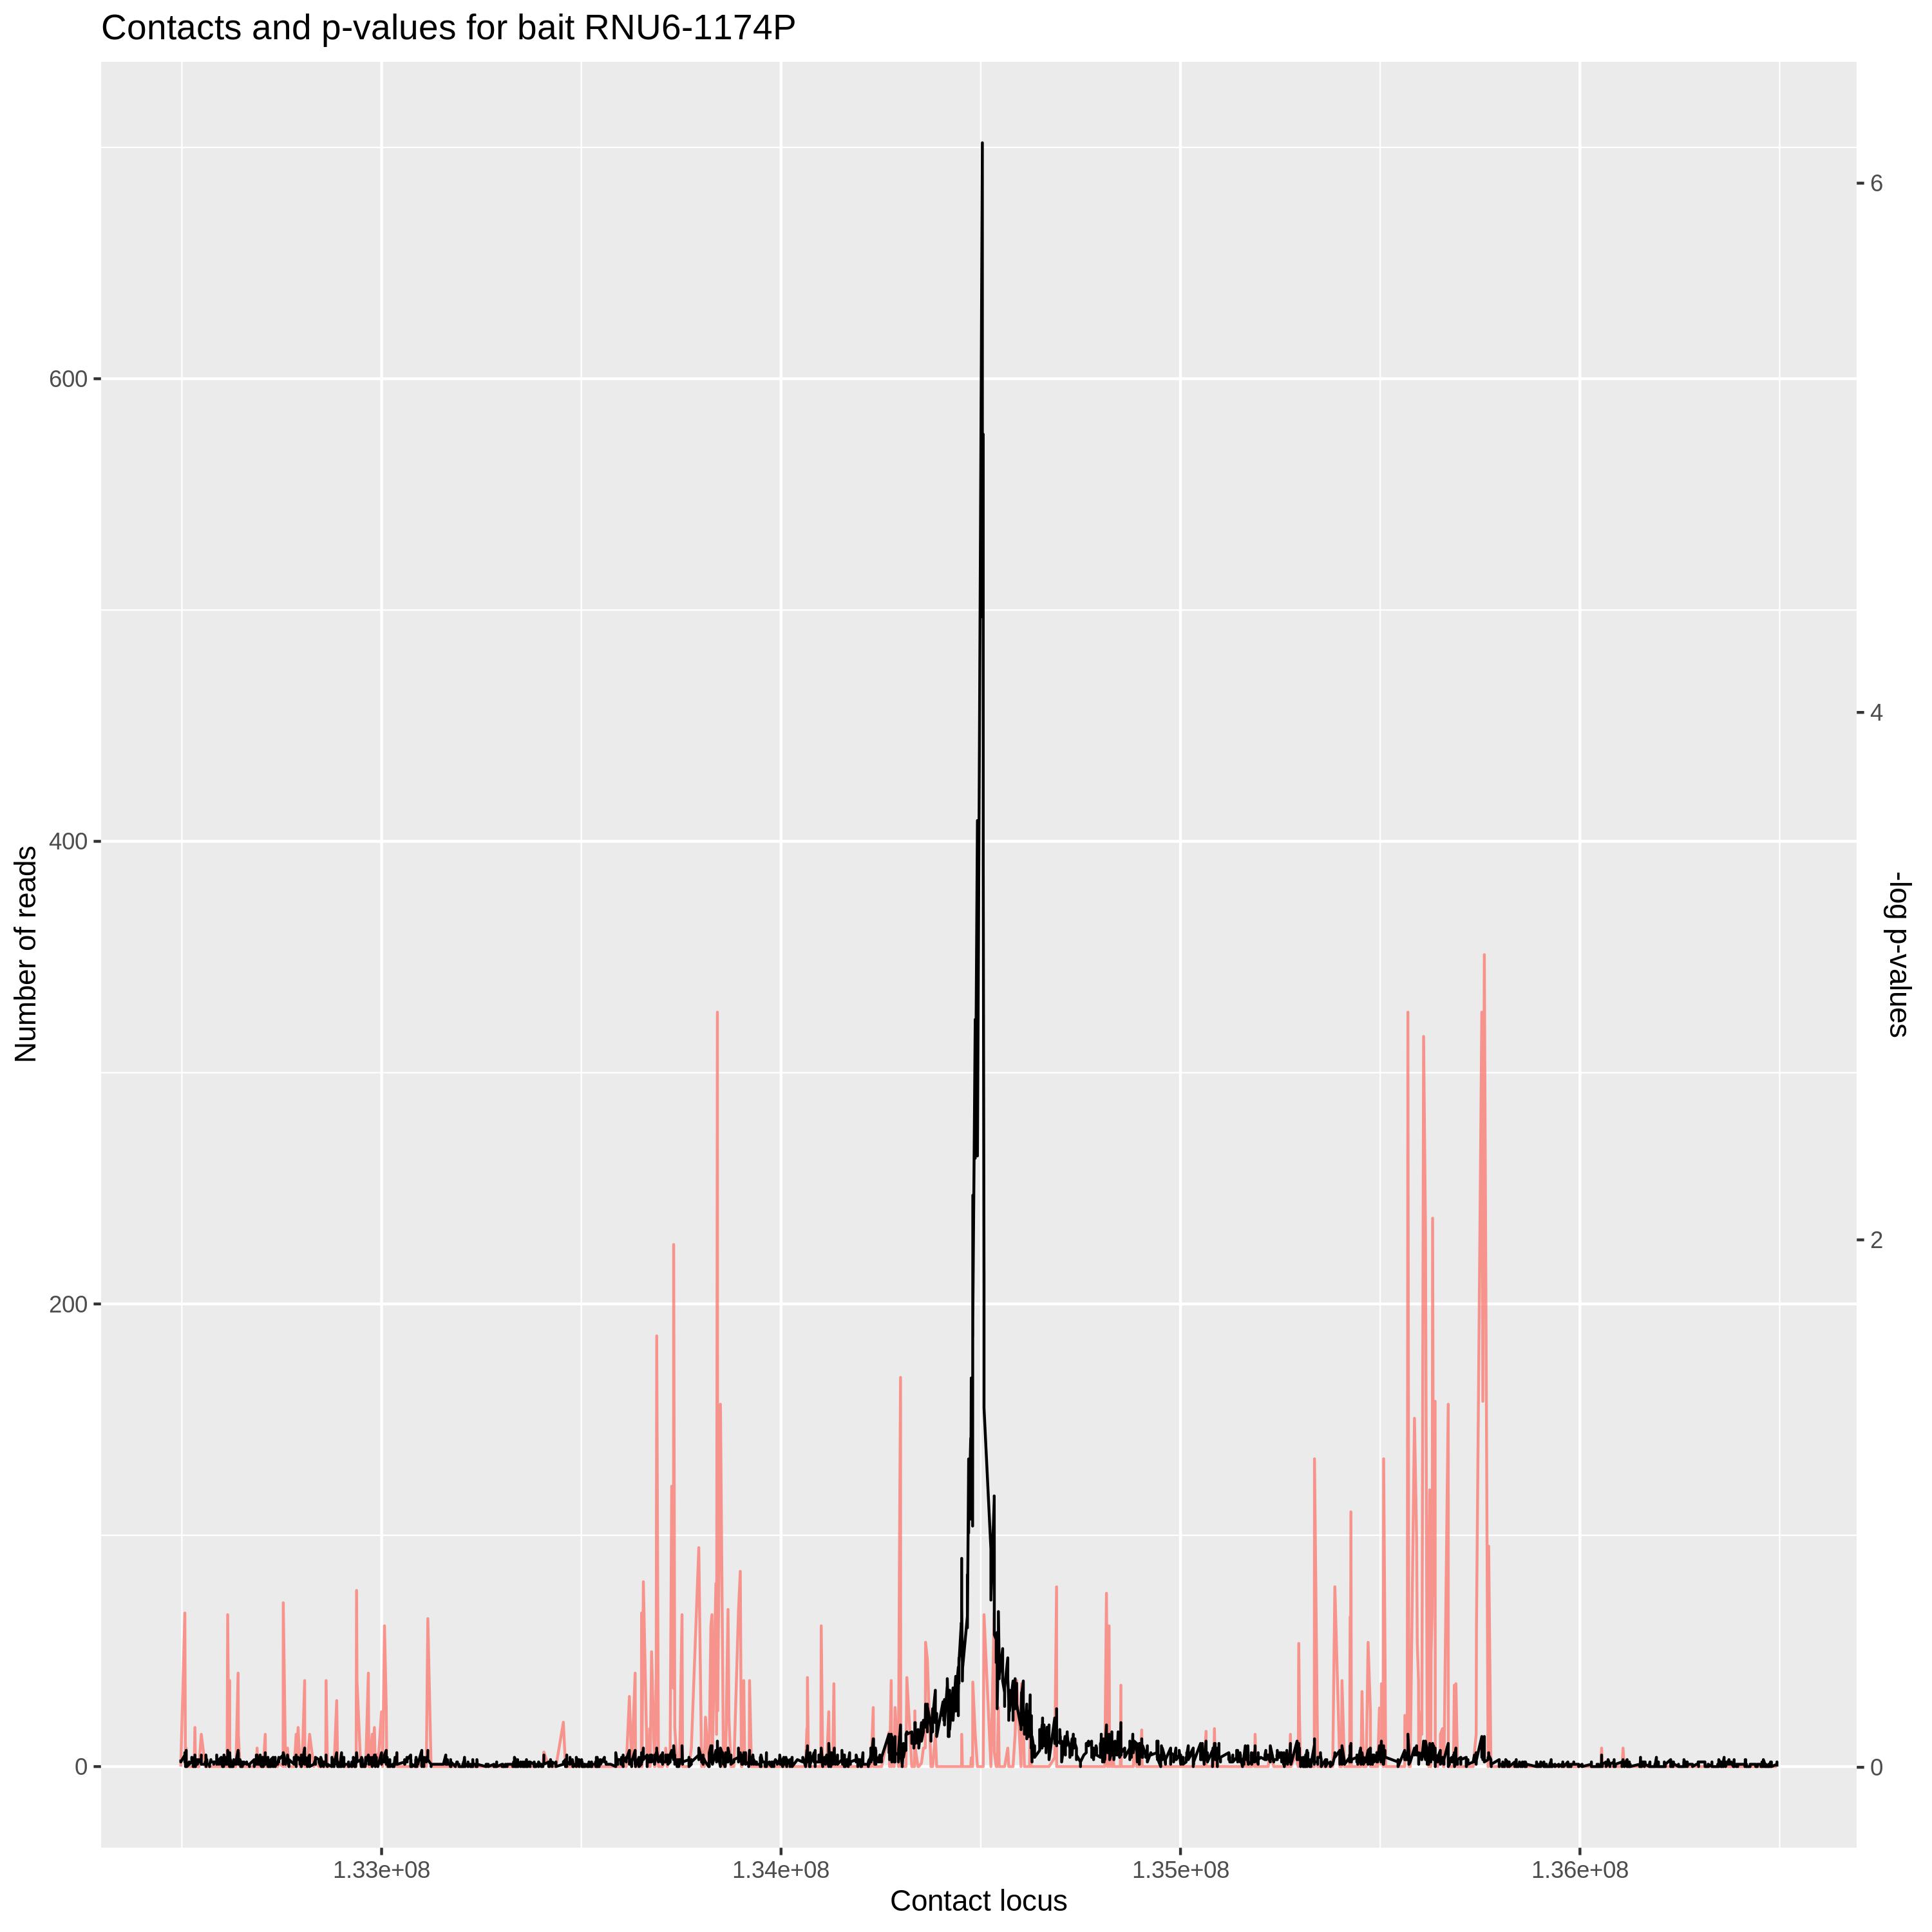 Contacts and p-values for bait RNU6-1174P
600
400
200
0
6
4
2
0
Number of reads
-log p-values
1.33e+08
1.34e+08
1.35e+08
1.36e+08
Contact locus